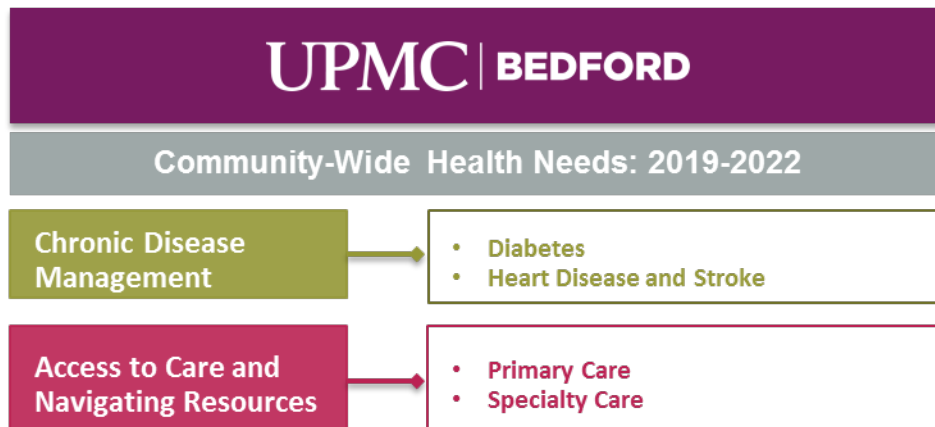 UPMC | BEDFORD
Community-Wide Health Needs: 2019-2022
Chronic Disease
Management
• Diabetes
• Heart Disease and Stroke
Access to Care and
Navigating Resources
• Primary Care
• Specialty Care